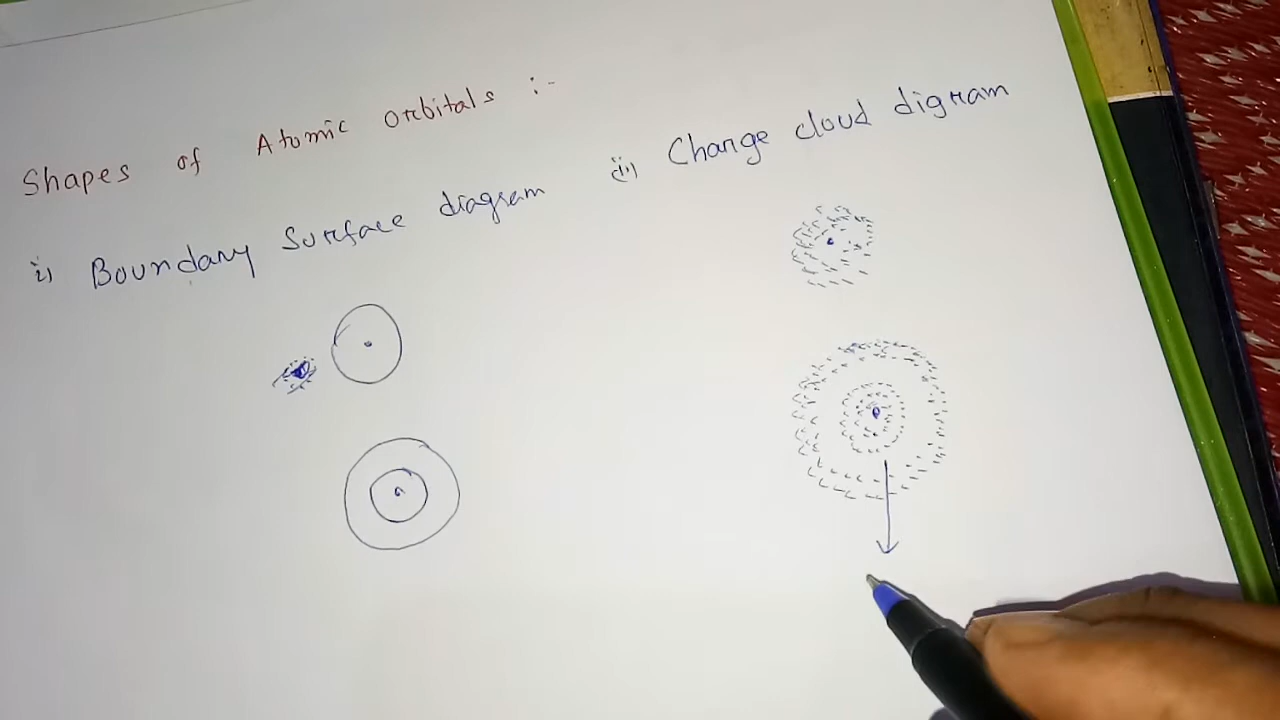 Shapes of Atomic Orbitals :-
i) Boundary Surface diagram
ii) Charge cloud digram